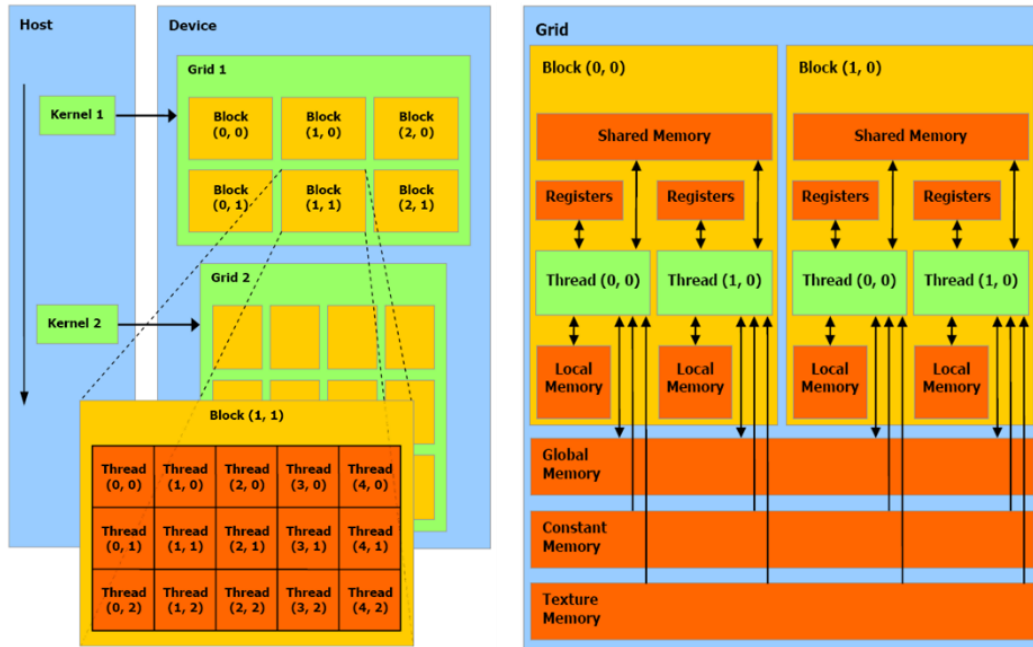 Host
Device
Grid 1
Kernel 1
Block
(0, 0)
Block
(1, 0)
Block
(2, 0)
Block
(0, 1)
Block
(1, 1)
Block
(2, 1)
Grid 2
Kernel 2
Block (1, 1)
Thread
(0, 0)
Thread
(1, 0)
Thread
(2, 0)
Thread
(3, 0)
Thread
(4, 0)
Thread
(0, 1)
Thread
(1, 1)
Thread
(2, 1)
Thread
(3, 1)
Thread
(4, 1)
Thread
(0, 2)
Thread
(1, 2)
Thread
(2, 2)
Thread
(3, 2)
Thread
(4, 2)
Grid
Block (0, 0)
Shared Memory
Registers
Registers
Thread (0, 0)
Thread (1, 0)
Local
Memory
Local
Memory
Block (1, 0)
Shared Memory
Registers
Registers
Thread (0, 0)
Thread (1, 0)
Local
Memory
Local
Memory
Global
Memory
Constant
Memory
Texture
Memory